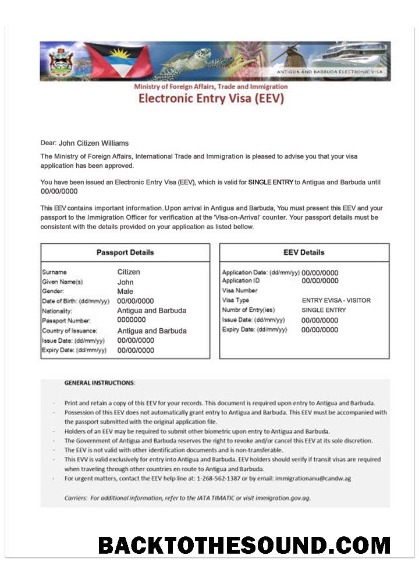 ANTIGUA AND BARBUDA ELECTRONIC VISA
Ministry of Foreign Affairs, Trade and Immigration
Electronic Entry Visa (EEV)
Dear: John Citizen Williams
The Ministry of Foreign Affairs, International Trade and Immigration is pleased to advise you that your visa
application has been approved.
You have been issued an Electronic Entry Visa (EEV), which is valid for SINGLE ENTRY to Antigua and Barbuda until
00/00/0000
This EEV contains important information. Upon arrival in Antigua and Barbuda, You must present this EEV and your
passport to the Immigration Officer for verification at the 'Visa-on-Arrival' counter. Your passport details must be
consistent with the details provided on your application as listed below.
Passport Details
Surname Citizen
Given Name(s) John
Gender: Male
Date of Birth: (dd/mm/yy) 00/00/0000
Nationality: Antigua and Barbuda
Passport Number: 0000000
Country of Issuance: Antigua and Barbuda
Issue Date: (dd/mm/yy) 00/00/0000
Expiry Date: (dd/mm/yy) 00/00/0000
EEV Details
Application Date: (dd/mm/yy) 00/00/0000
Application ID 00/00/0000
Visa Number
Visa Type ENTRY EVISA - VISITOR
Numbr of Entry(ies) SINGLE ENTRY
Issue Date: (dd/mm/yy) 00/00/0000
Expiry Date: (dd/mm/yy) 00/00/0000
GENERAL INSTRUCTIONS:
- Print and retain a copy of this EEV for your records. This document is required upon entry to Antigua and Barbuda.
- Possession of this EEV does not automatically grant entry to Antigua and Barbuda. This EEV must be accompanied with
the passport submitted with the original application file.
- Holders of an EEV may be required to submit other biometric upon entry to Antigua and Barbuda.
- The Government of Antigua and Barbuda reserves the right to revoke and/or cancel this EEV at its sole discretion.
- The EEV is not valid with other identification documents and is non-transferable.
- This EVV is valid exclusively for entry into Antigua and Barbuda. EEV holders should verify if transit visas are required
when traveling through other countries en route to Antigua and Barbuda.
- For urgent matters, contact the EEV help line at: 1-268-562-1387 or by email: immigrationanu@candw.ag
Carriers: For additional information, refer to the IATA TIMATIC or visit immigration.gov.ag.
BACKTOTHESOUND.COM